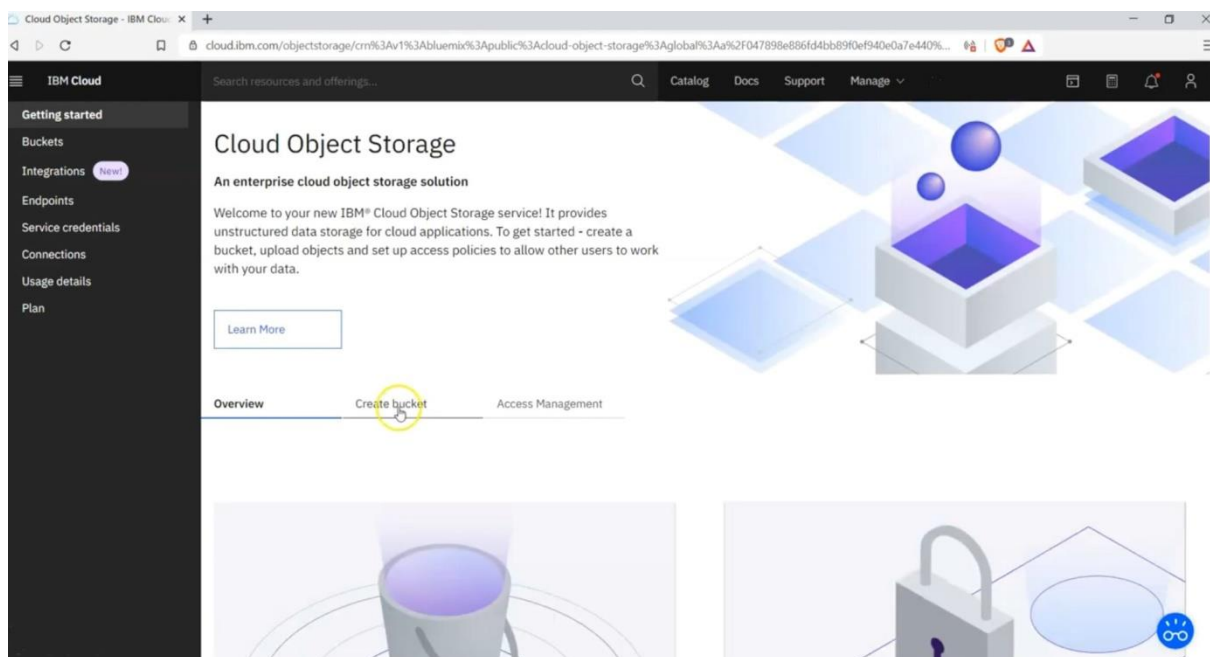 Cloud Object Storage - IBM Clou
cloud.ibm.com/objectstorage/crn%3Av1%3Abluemix%3Apublic%3Acloud-object-storage%3Aglobal%3Aa%2F047898e886fd4bb89f0ef940e0a7e440%...
IBM Cloud
Search resources and offerings...
Catalog
Docs
Support
Manage
Getting started
Buckets
Integrations New!
Endpoints
Service credentials
Connections
Usage details
Plan
Cloud Object Storage
An enterprise cloud object storage solution
Welcome to your new IBM® Cloud Object Storage service! It provides
unstructured data storage for cloud applications. To get started - create a
bucket, upload objects and set up access policies to allow other users to work
with your data.
Learn More
Overview
Create bucket
Access Management